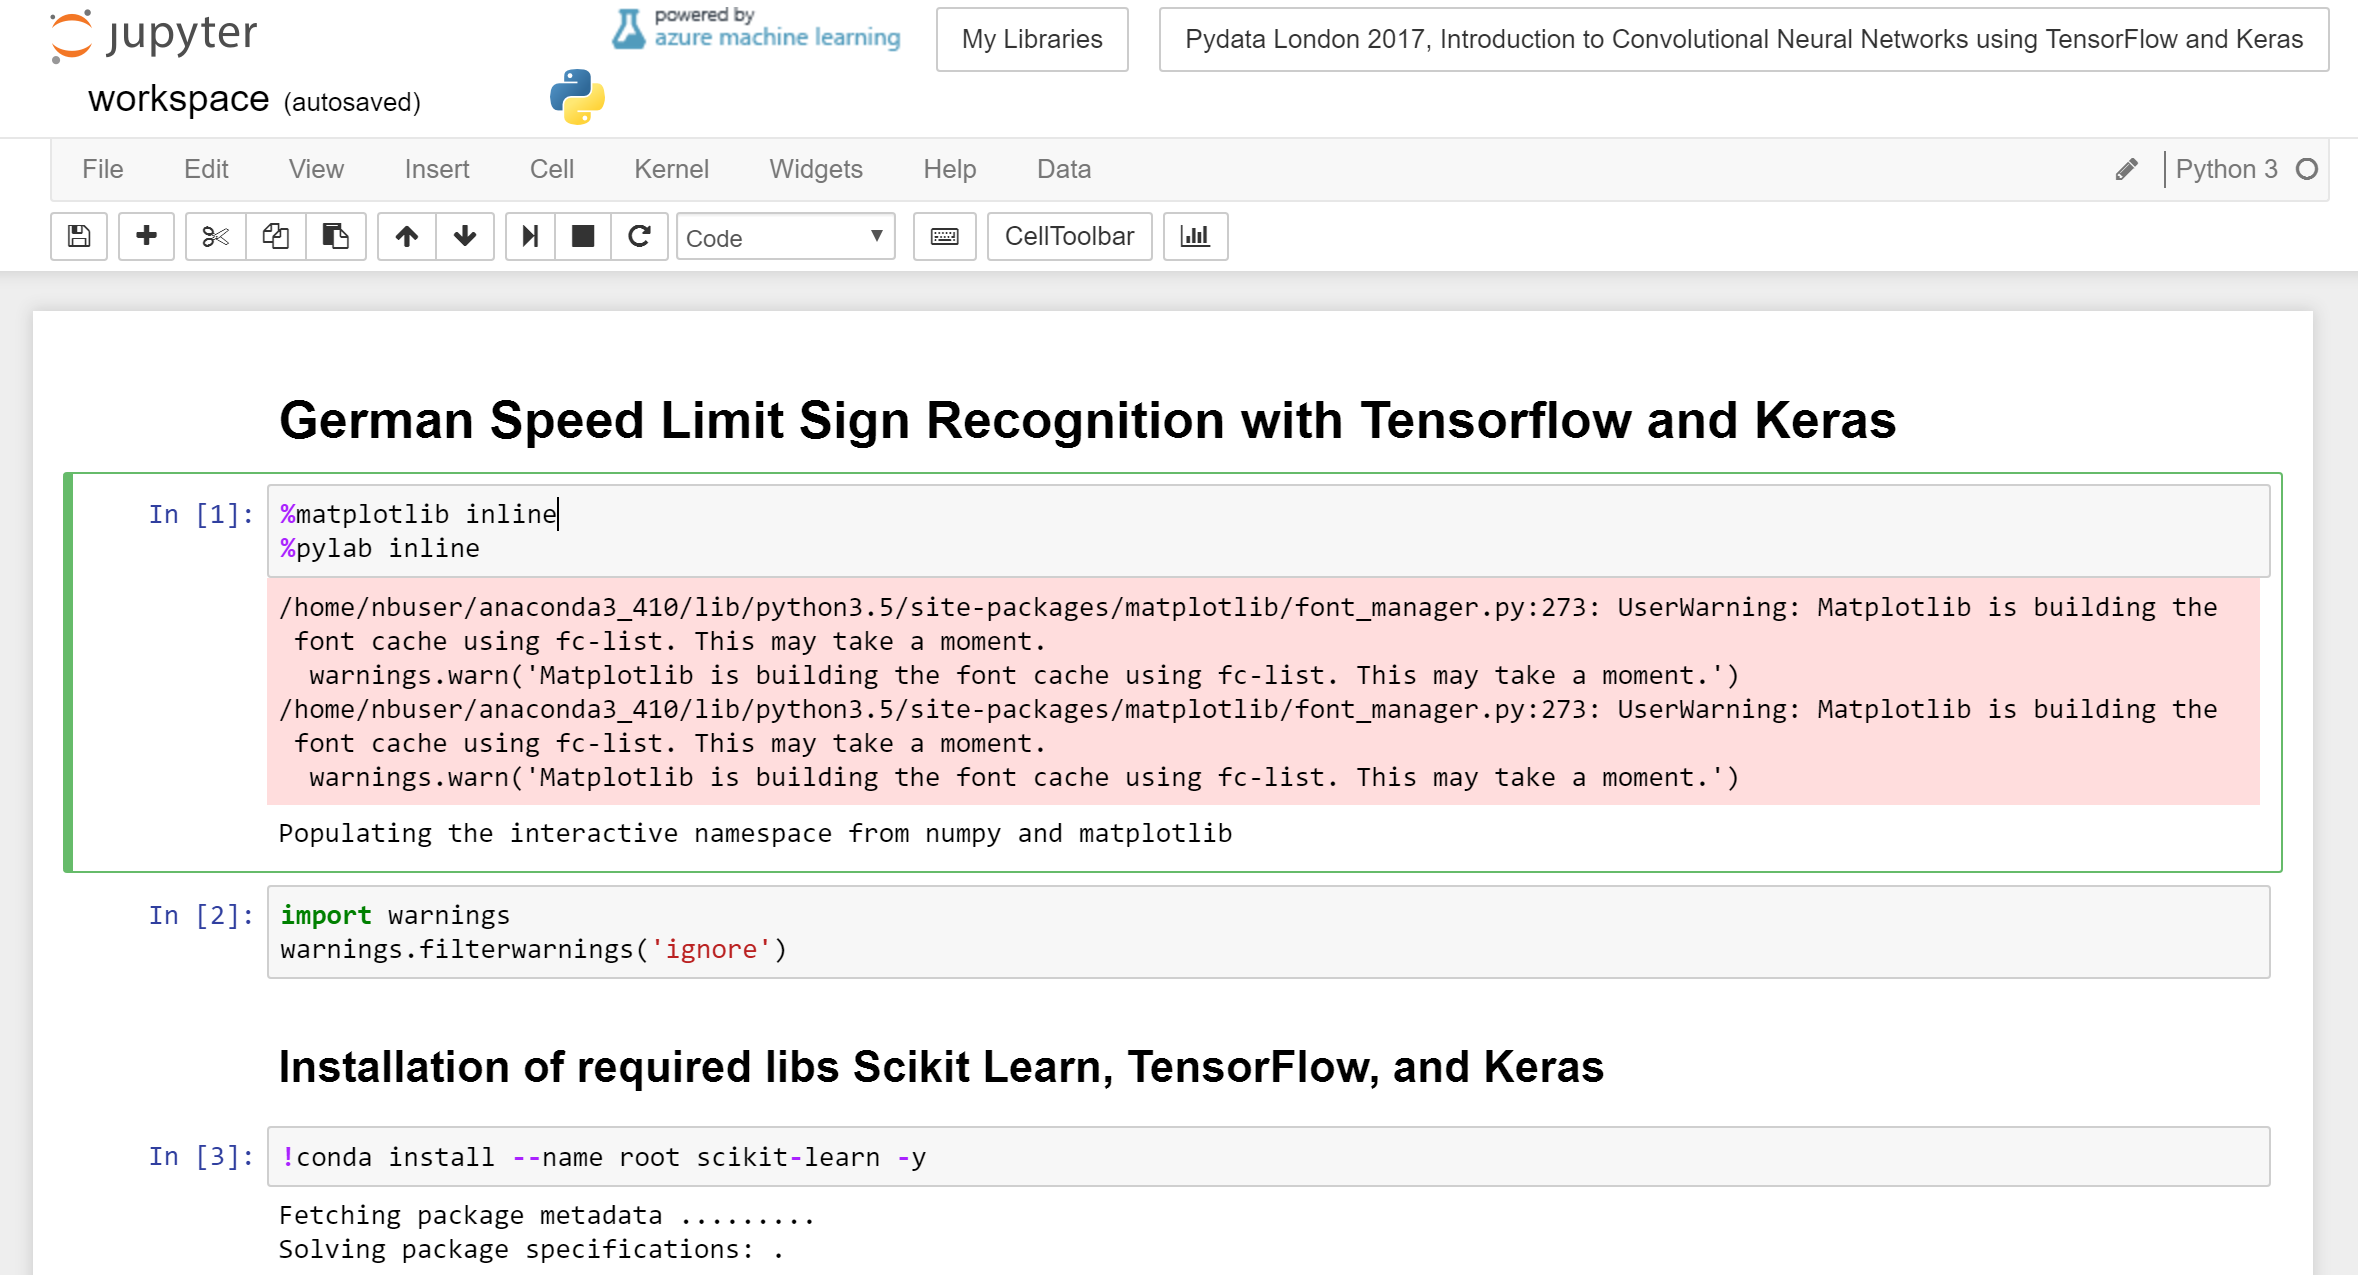 jupyter
powered by
azure machine learning
My Libraries
Pydata London 2017, Introduction to Convolutional Neural Networks using TensorFlow and Keras
workspace (autosaved)
File Edit View Insert Cell Kernel Widgets Help Data Python 3
Code CellToolbar
German Speed Limit Sign Recognition with Tensorflow and Keras
In [1]: %matplotlib inline
%pylab inline
/home/nbuser/anaconda3_410/lib/python3.5/site-packages/matplotlib/font_manager.py:273: UserWarning: Matplotlib is building the
font cache using fc-list. This may take a moment.
warnings.warn('Matplotlib is building the font cache using fc-list. This may take a moment.')
/home/nbuser/anaconda3_410/lib/python3.5/site-packages/matplotlib/font_manager.py:273: UserWarning: Matplotlib is building the
font cache using fc-list. This may take a moment.
warnings.warn('Matplotlib is building the font cache using fc-list. This may take a moment.')
Populating the interactive namespace from numpy and matplotlib
In [2]: import warnings
warnings.filterwarnings('ignore')
Installation of required libs Scikit Learn, TensorFlow, and Keras
In [3]: !conda install --name root scikit-learn -y
Fetching package metadata .........
Solving package specifications: .